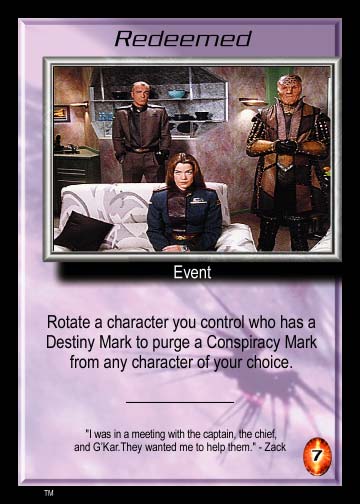 Redeemed
Event
Rotate a character you control who has a
Destiny Mark to purge a Conspiracy Mark
from any character of your choice.
"I was in a meeting with the captain, the chief,
and G'Kar.They wanted me to help them." - Zack
7
TM